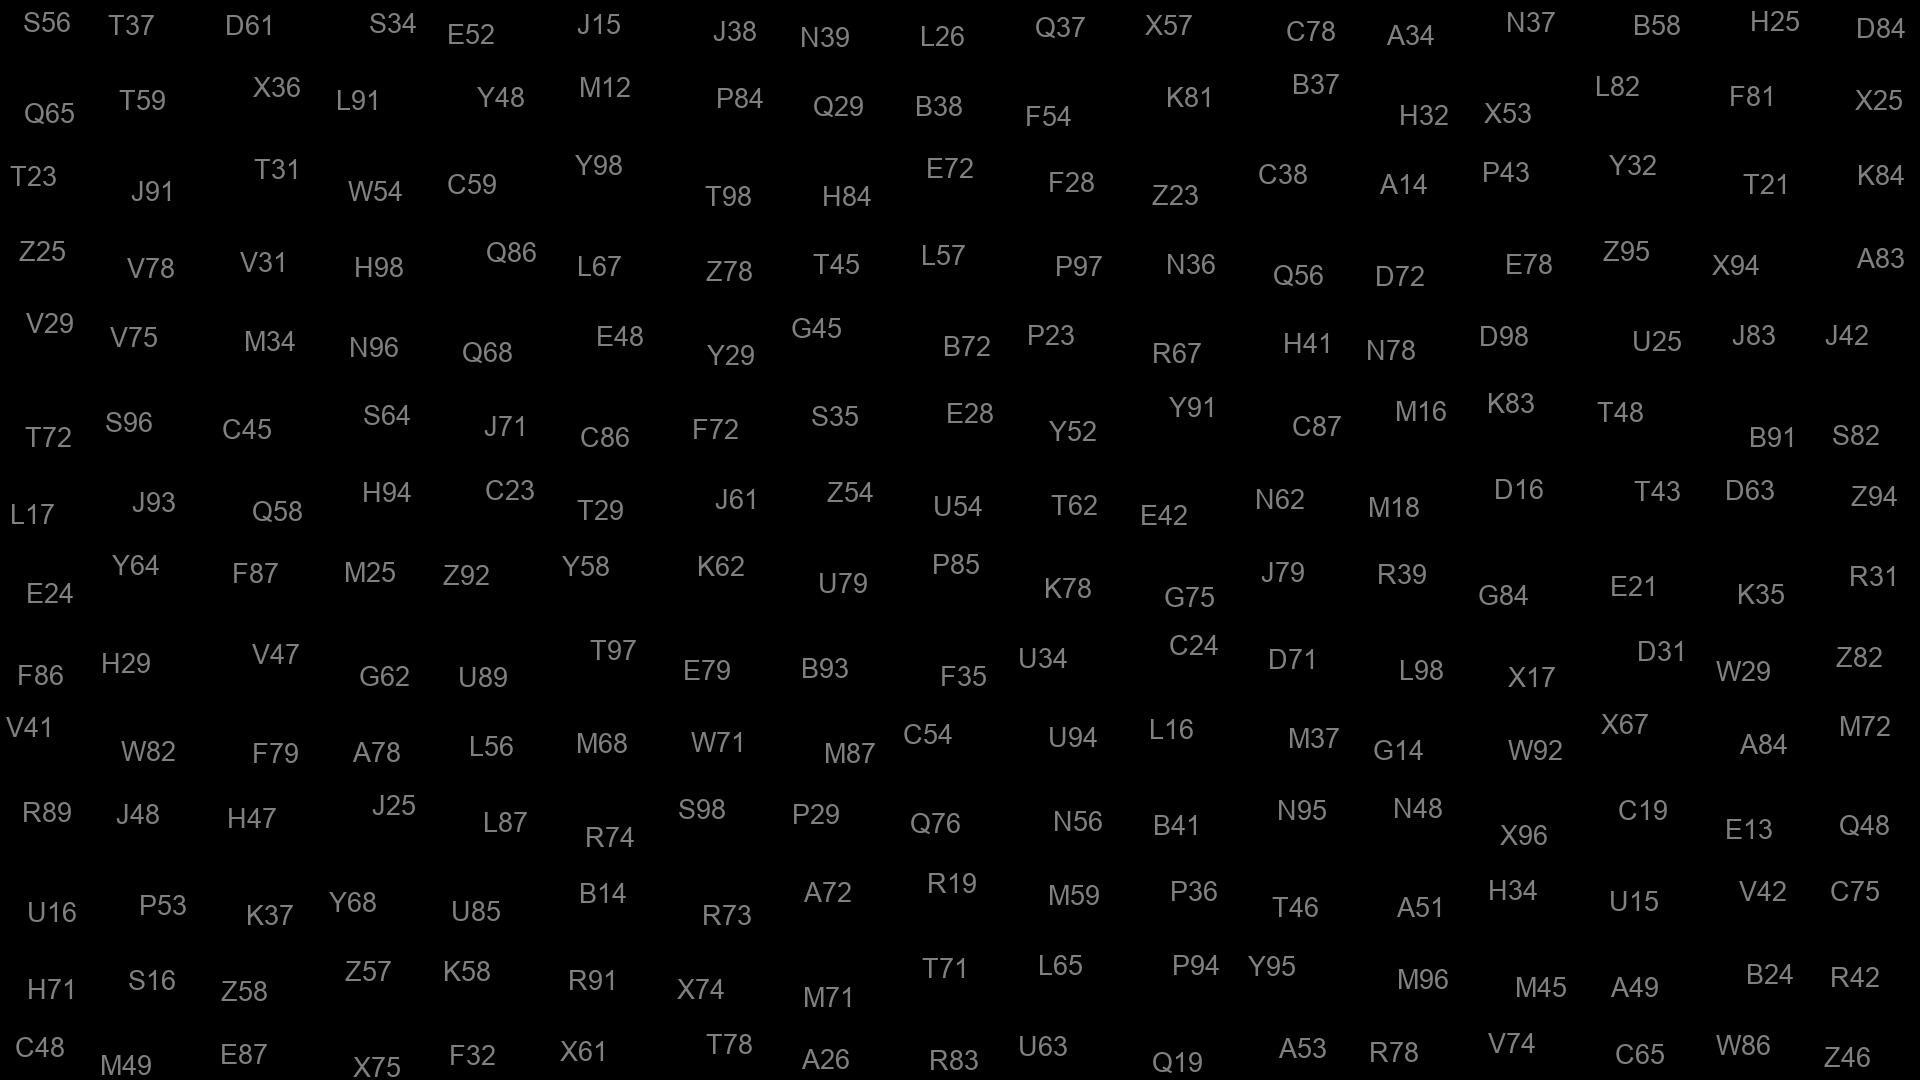 S56 T37 D61 S34 E52 J15 J38 N39 L26 Q37 X57 C78 A34 N37 B58 H25 D84
Q65 T59 X36 L91 Y48 M12 P84 Q29 B38 F54 K81 B37 H32 X53 L82 F81 X25
T23 J91 T31 W54 C59 Y98 T98 H84 E72 F28 Z23 C38 A14 P43 Y32 T21 K84
Z25 V78 V31 H98 Q86 L67 Z78 T45 L57 P97 N36 Q56 D72 E78 Z95 X94 A83
V29 V75 M34 N96 Q68 E48 Y29 G45 B72 P23 R67 H41 N78 D98 U25 J83 J42
T72 S96 C45 S64 J71 C86 F72 S35 E28 Y52 Y91 C87 M16 K83 T48 B91 S82
L17 J93 Q58 H94 C23 T29 J61 Z54 U54 T62 E42 N62 M18 D16 T43 D63 Z94
E24 Y64 F87 M25 Z92 Y58 K62 U79 P85 K78 G75 J79 R39 G84 E21 K35 R31
F86 H29 V47 G62 U89 T97 E79 B93 F35 U34 C24 D71 L98 X17 D31 W29 Z82
V41 W82 F79 A78 L56 M68 W71 M87 C54 U94 L16 M37 G14 W92 X67 A84 M72
R89 J48 H47 J25 L87 R74 S98 P29 Q76 N56 B41 N95 N48 X96 C19 E13 Q48
U16 P53 K37 Y68 U85 B14 R73 A72 R19 M59 P36 T46 A51 H34 U15 V42 C75
H71 S16 Z58 Z57 K58 R91 X74 M71 T71 L65 P94 Y95 M96 M45 A49 B24 R42
C48 M49 E87 X75 F32 X61 T78 A26 R83 U63 Q19 A53 R78 V74 C65 W86 Z46